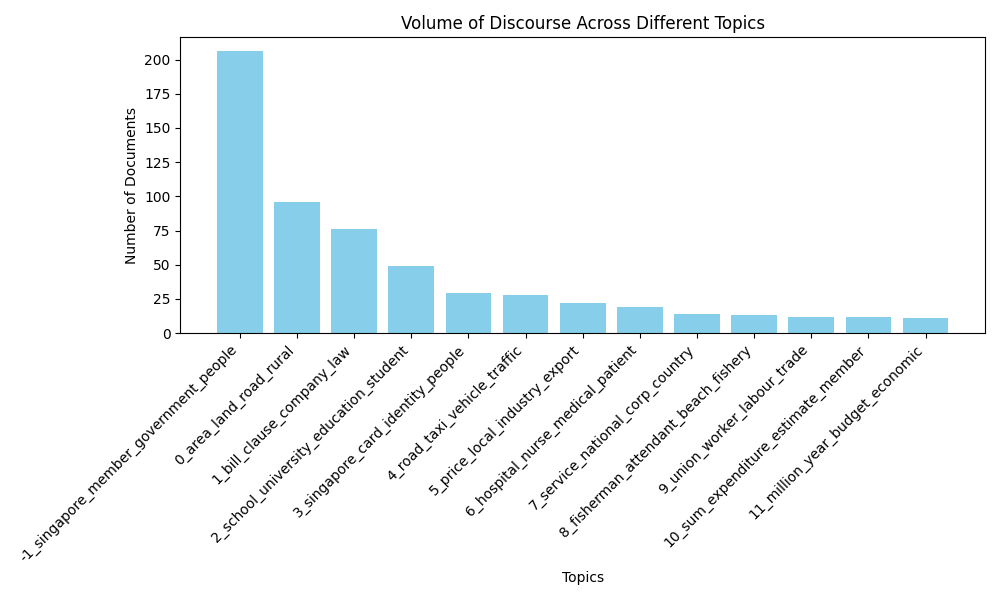 Volume of Discourse Across Different Topics
Number of Documents
200
175
150
125
100
75
50
25
0
-1_singapore_member_government_people
0_area_land_road_rural
1_bill_clause_company_law
2_school_university_education_student
3_singapore_card_identity_people
4_road_taxi_vehicle_traffic
5_price_local_industry_export
6_hospital_nurse_medical_patient
7_service_national_corp_country
8_fisherman_attendant_beach_fishery
9_union_worker_labour_trade
10_sum_expenditure_estimate_member
11_million_year_budget_economic
Topics